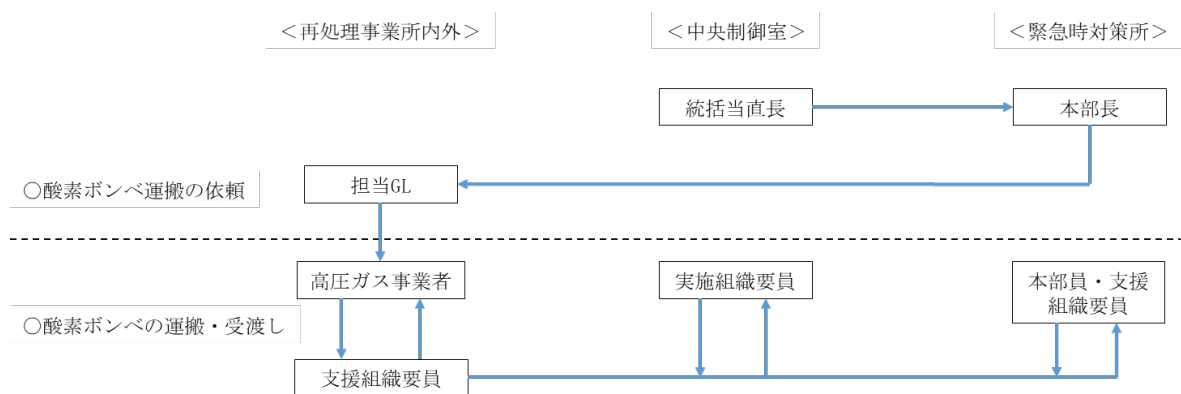 ＜再処理事業所内外＞
＜中央制御室＞
＜緊急時対策所＞
統括当直長
本部長
○酸素ボンベ運搬の依頼
担当GL
高圧ガス事業者
実施組織要員
本部員・支援
組織要員
○酸素ボンベの運搬・受渡し
支援組織要員